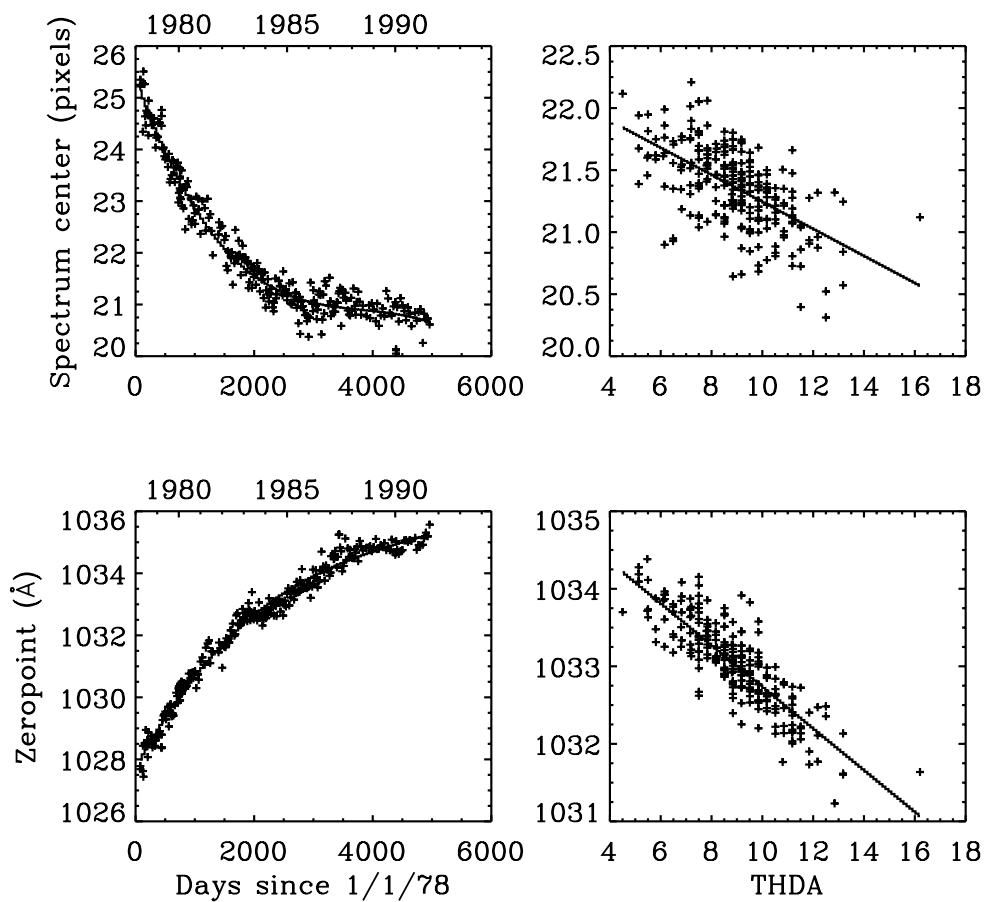 1980 1985 1990
Spectrum center (pixels)
26
25
24
23
22
21
20
0 2000 4000 6000
22.5
22.0
21.5
21.0
20.5
20.0
4 6 8 10 12 14 16 18
1980 1985 1990
Zeropoint (Å)
1036
1034
1032
1030
1028
1026
0 2000 4000 6000
Days since 1/1/78
1035
1034
1033
1032
1031
4 6 8 10 12 14 16 18
THDA